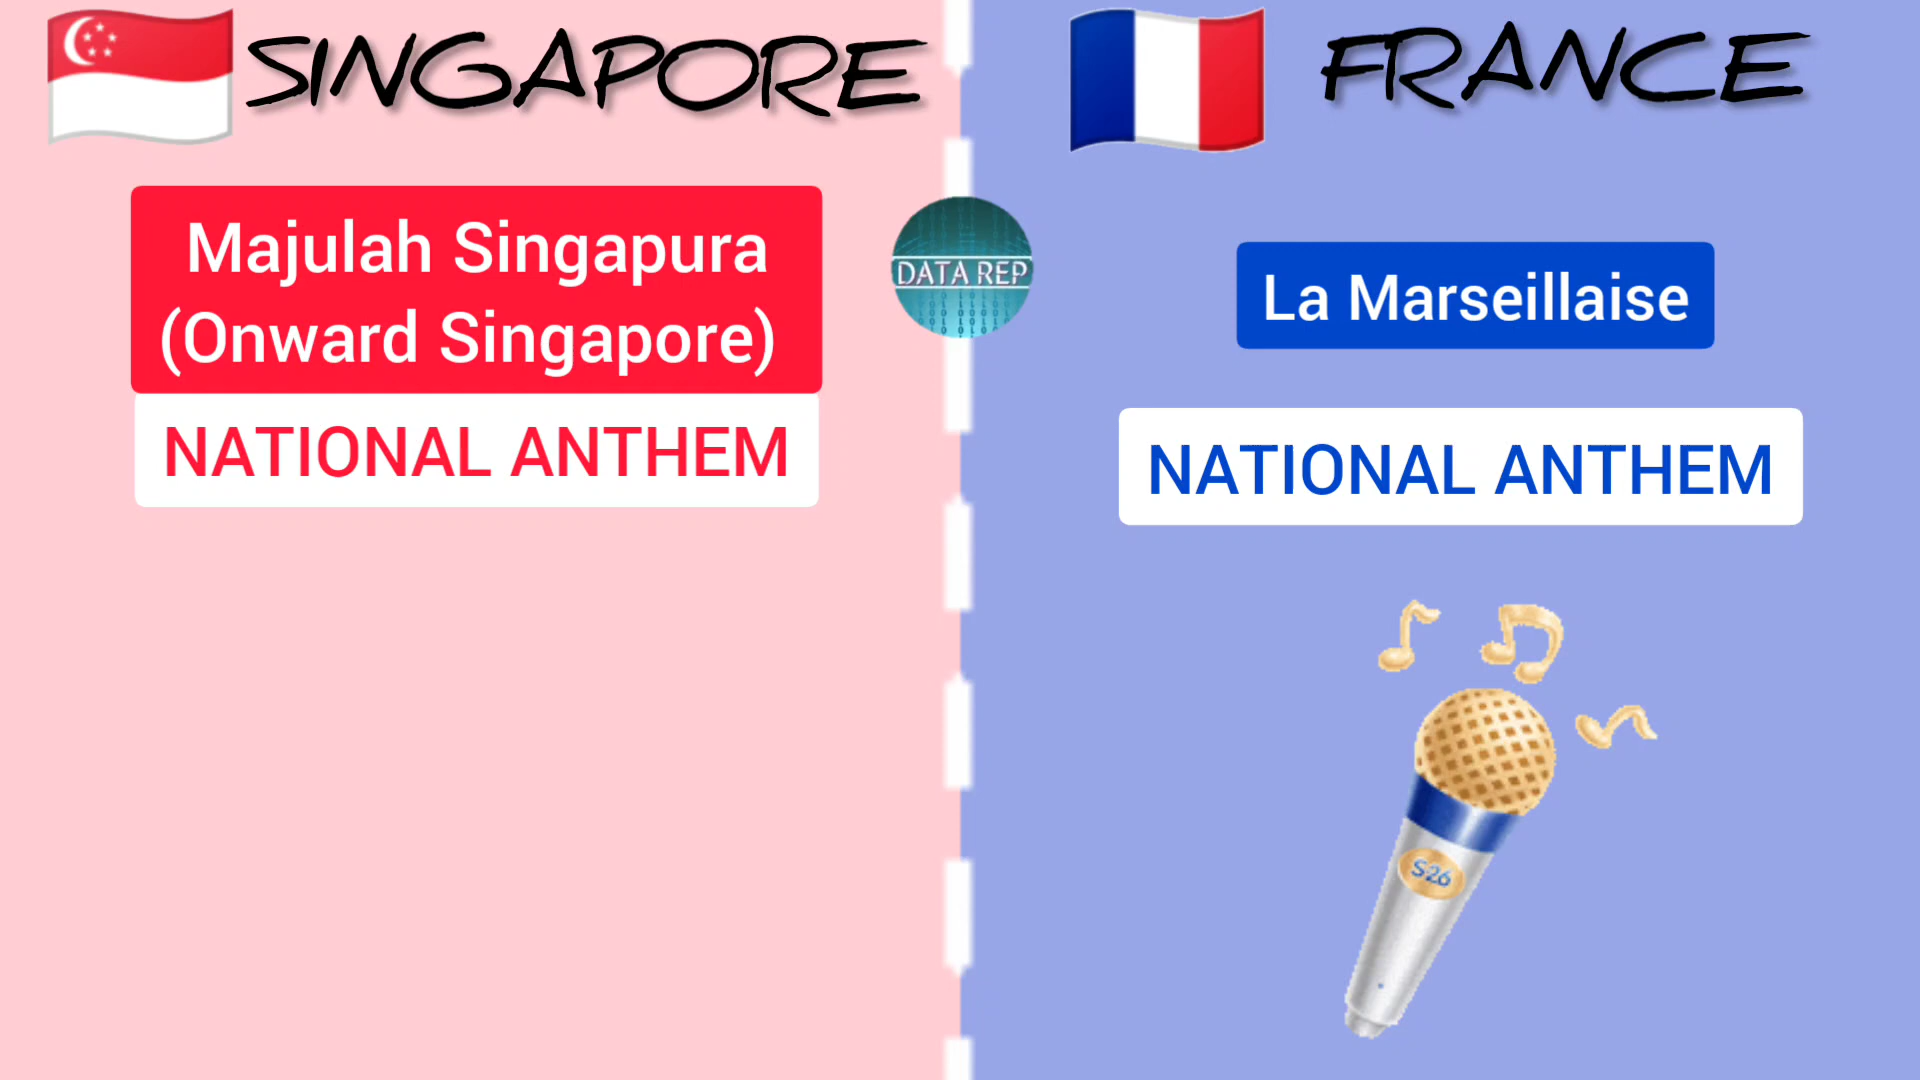 SINGAPORE
FRANCE
Majulah Singapura
(Onward Singapore)
NATIONAL ANTHEM
DATA REP
La Marseillaise
NATIONAL ANTHEM
S26